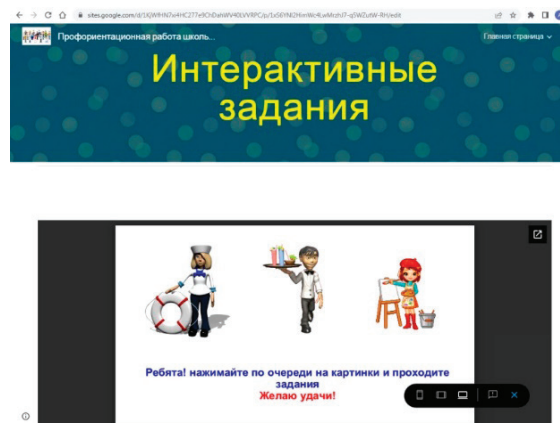 Профориентационная работа школь...
Главная страница
Интерактивные
задания
Ребята! нажимайте по очереди на картинки и проходите
задания
Желаю удачи!